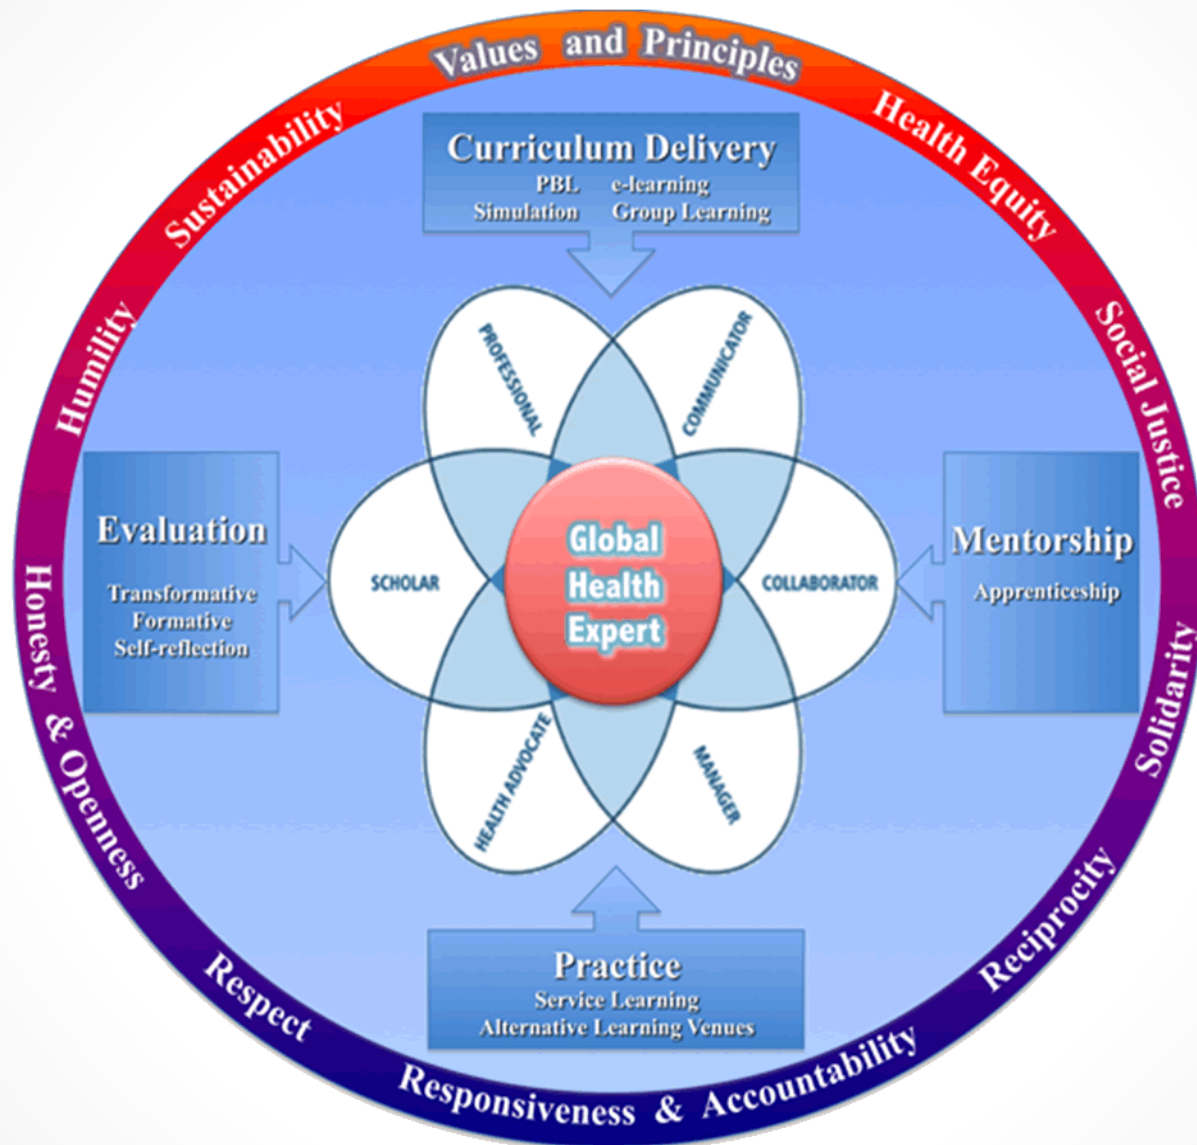 Values and Principles
Health Equity
Social Justice
Solidarity
Reciprocity
Responsiveness & Accountability
Respect
Honesty & Openness
Humility
Sustainability
Curriculum Delivery
PBL e-learning
Simulation Group Learning
PROFESSIONAL
COMMUNICATOR
Evaluation
Transformative
Formative
Self-reflection
SCHOLAR
Global
Health
Expert
COLLABORATOR
Mentorship
Apprenticeship
HEALTH ADVOCATE
MANAGER
Practice
Service Learning
Alternative Learning Venues